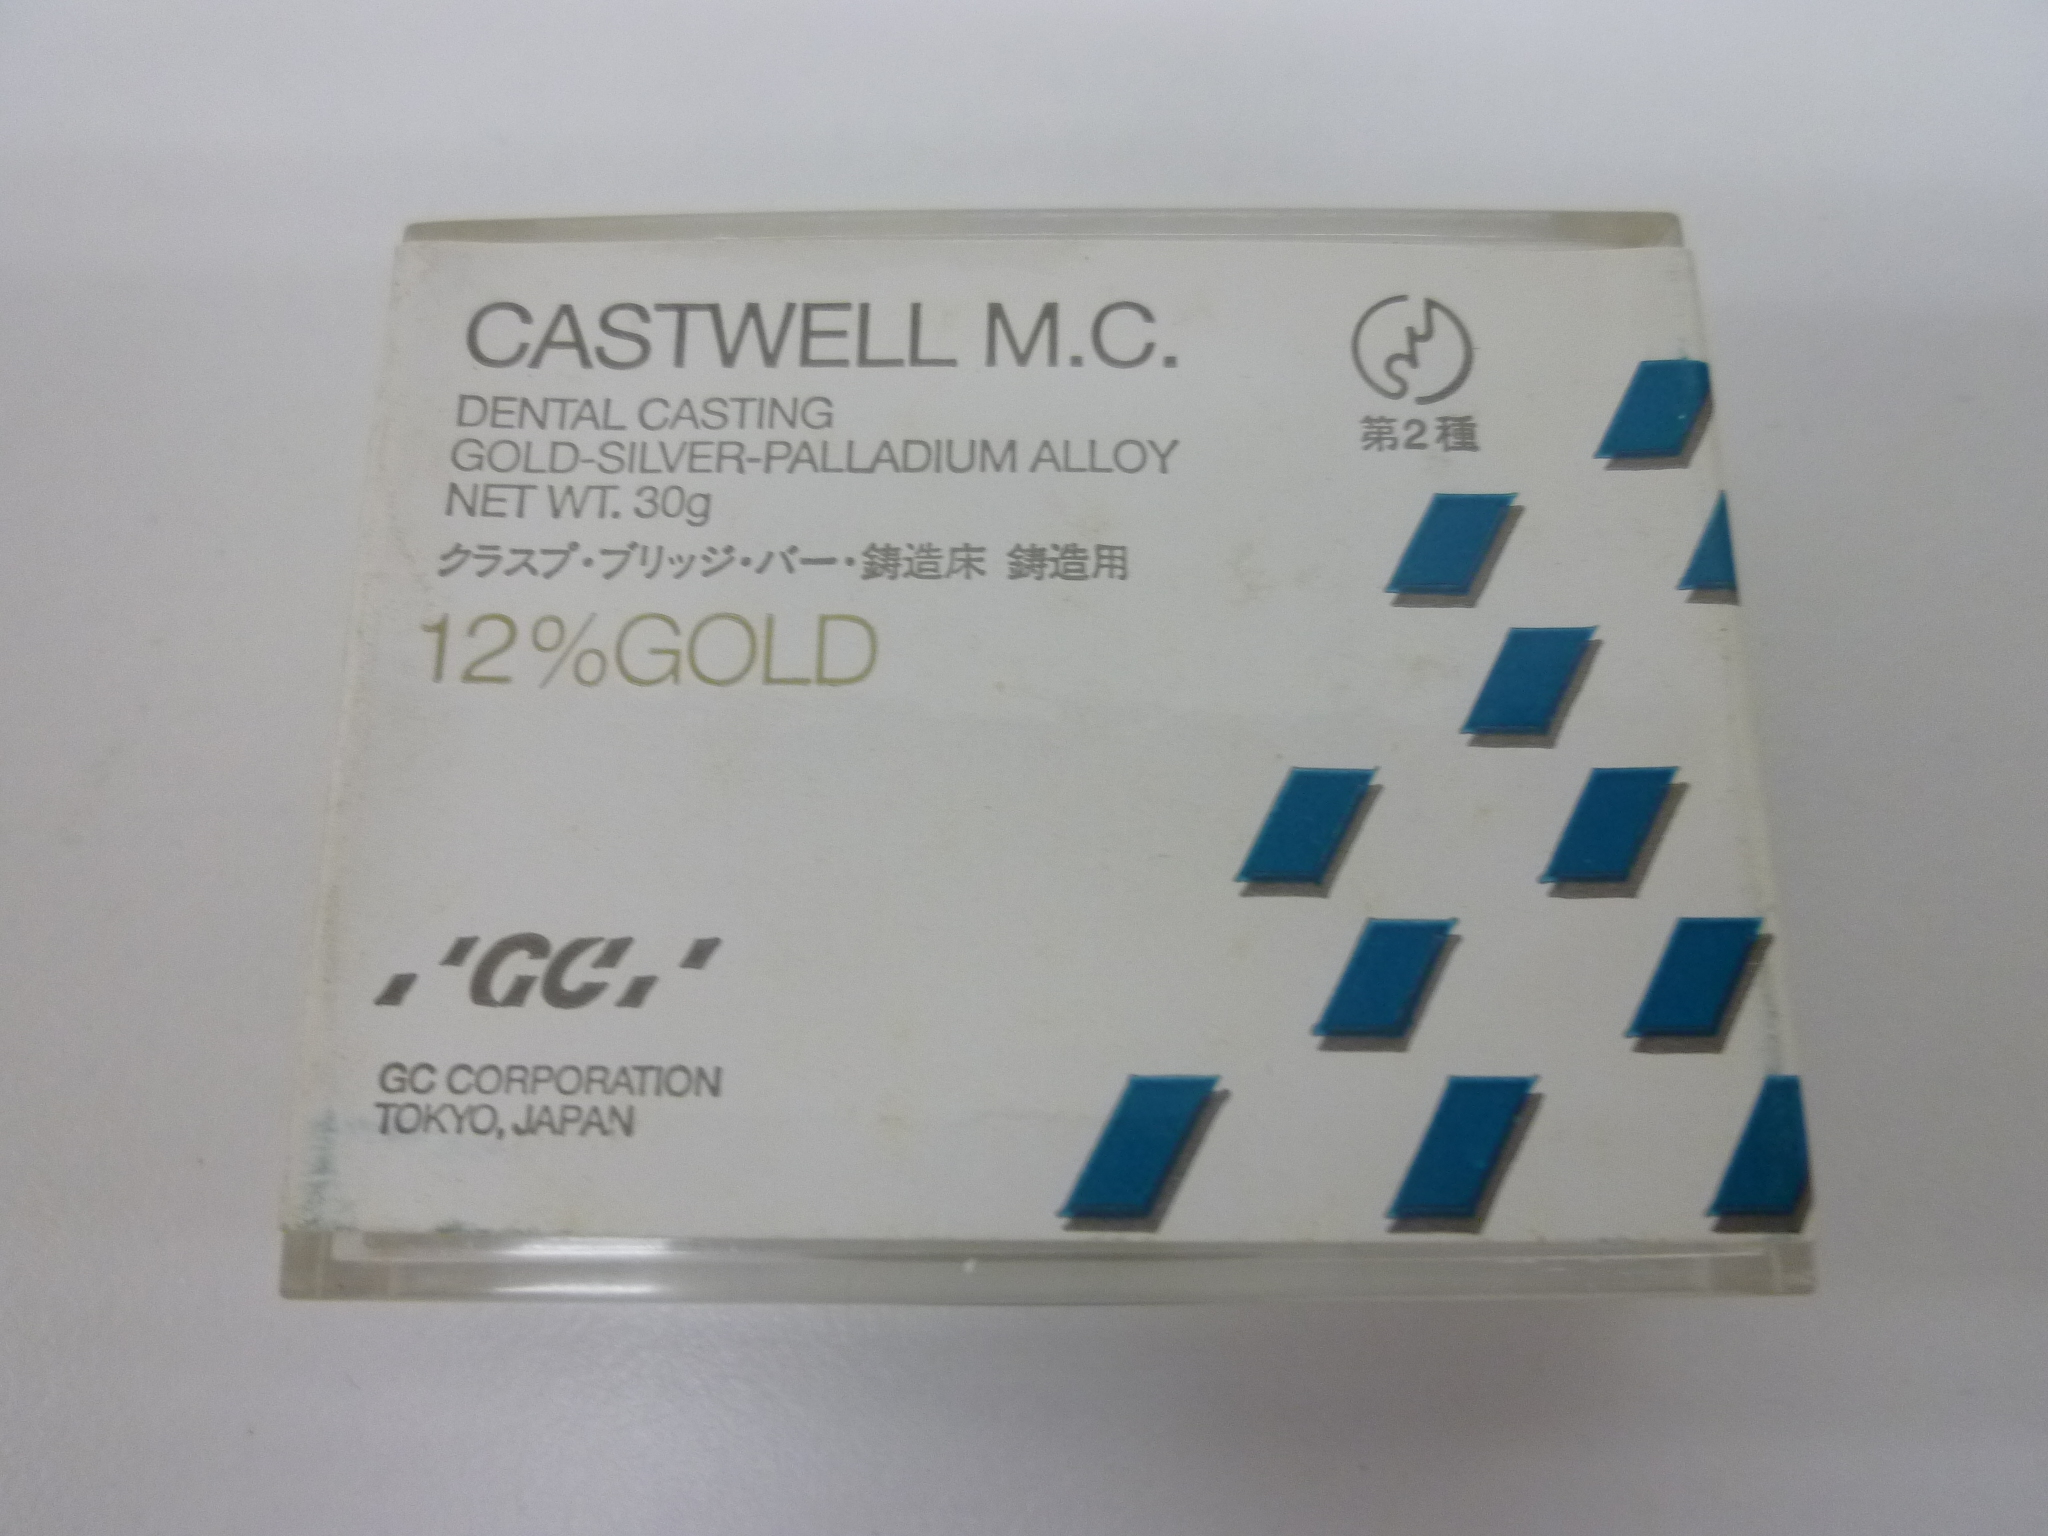 CASTWELL M.C.
第2種
DENTAL CASTING
GOLD-SILVER-PALLADIUM ALLOY
NET WT. 30g
クラスプ・ブリッジ・バー・鋳造床 鋳造用
12%GOLD
GC
GC CORPORATION
TOKYO, JAPAN